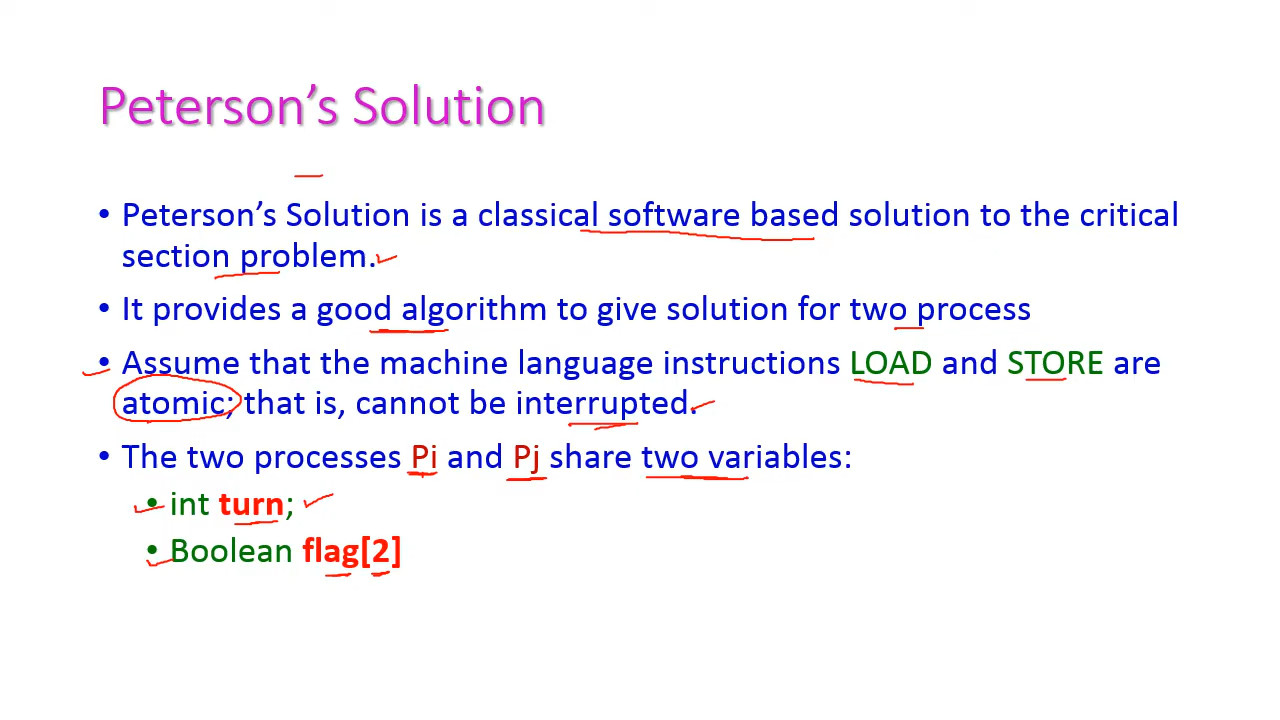 Peterson’s Solution
• Peterson’s Solution is a classical software based solution to the critical
section problem.
• It provides a good algorithm to give solution for two process
• Assume that the machine language instructions LOAD and STORE are
atomic; that is, cannot be interrupted.
• The two processes Pi and Pj share two variables:
• int turn;
• Boolean flag[2]